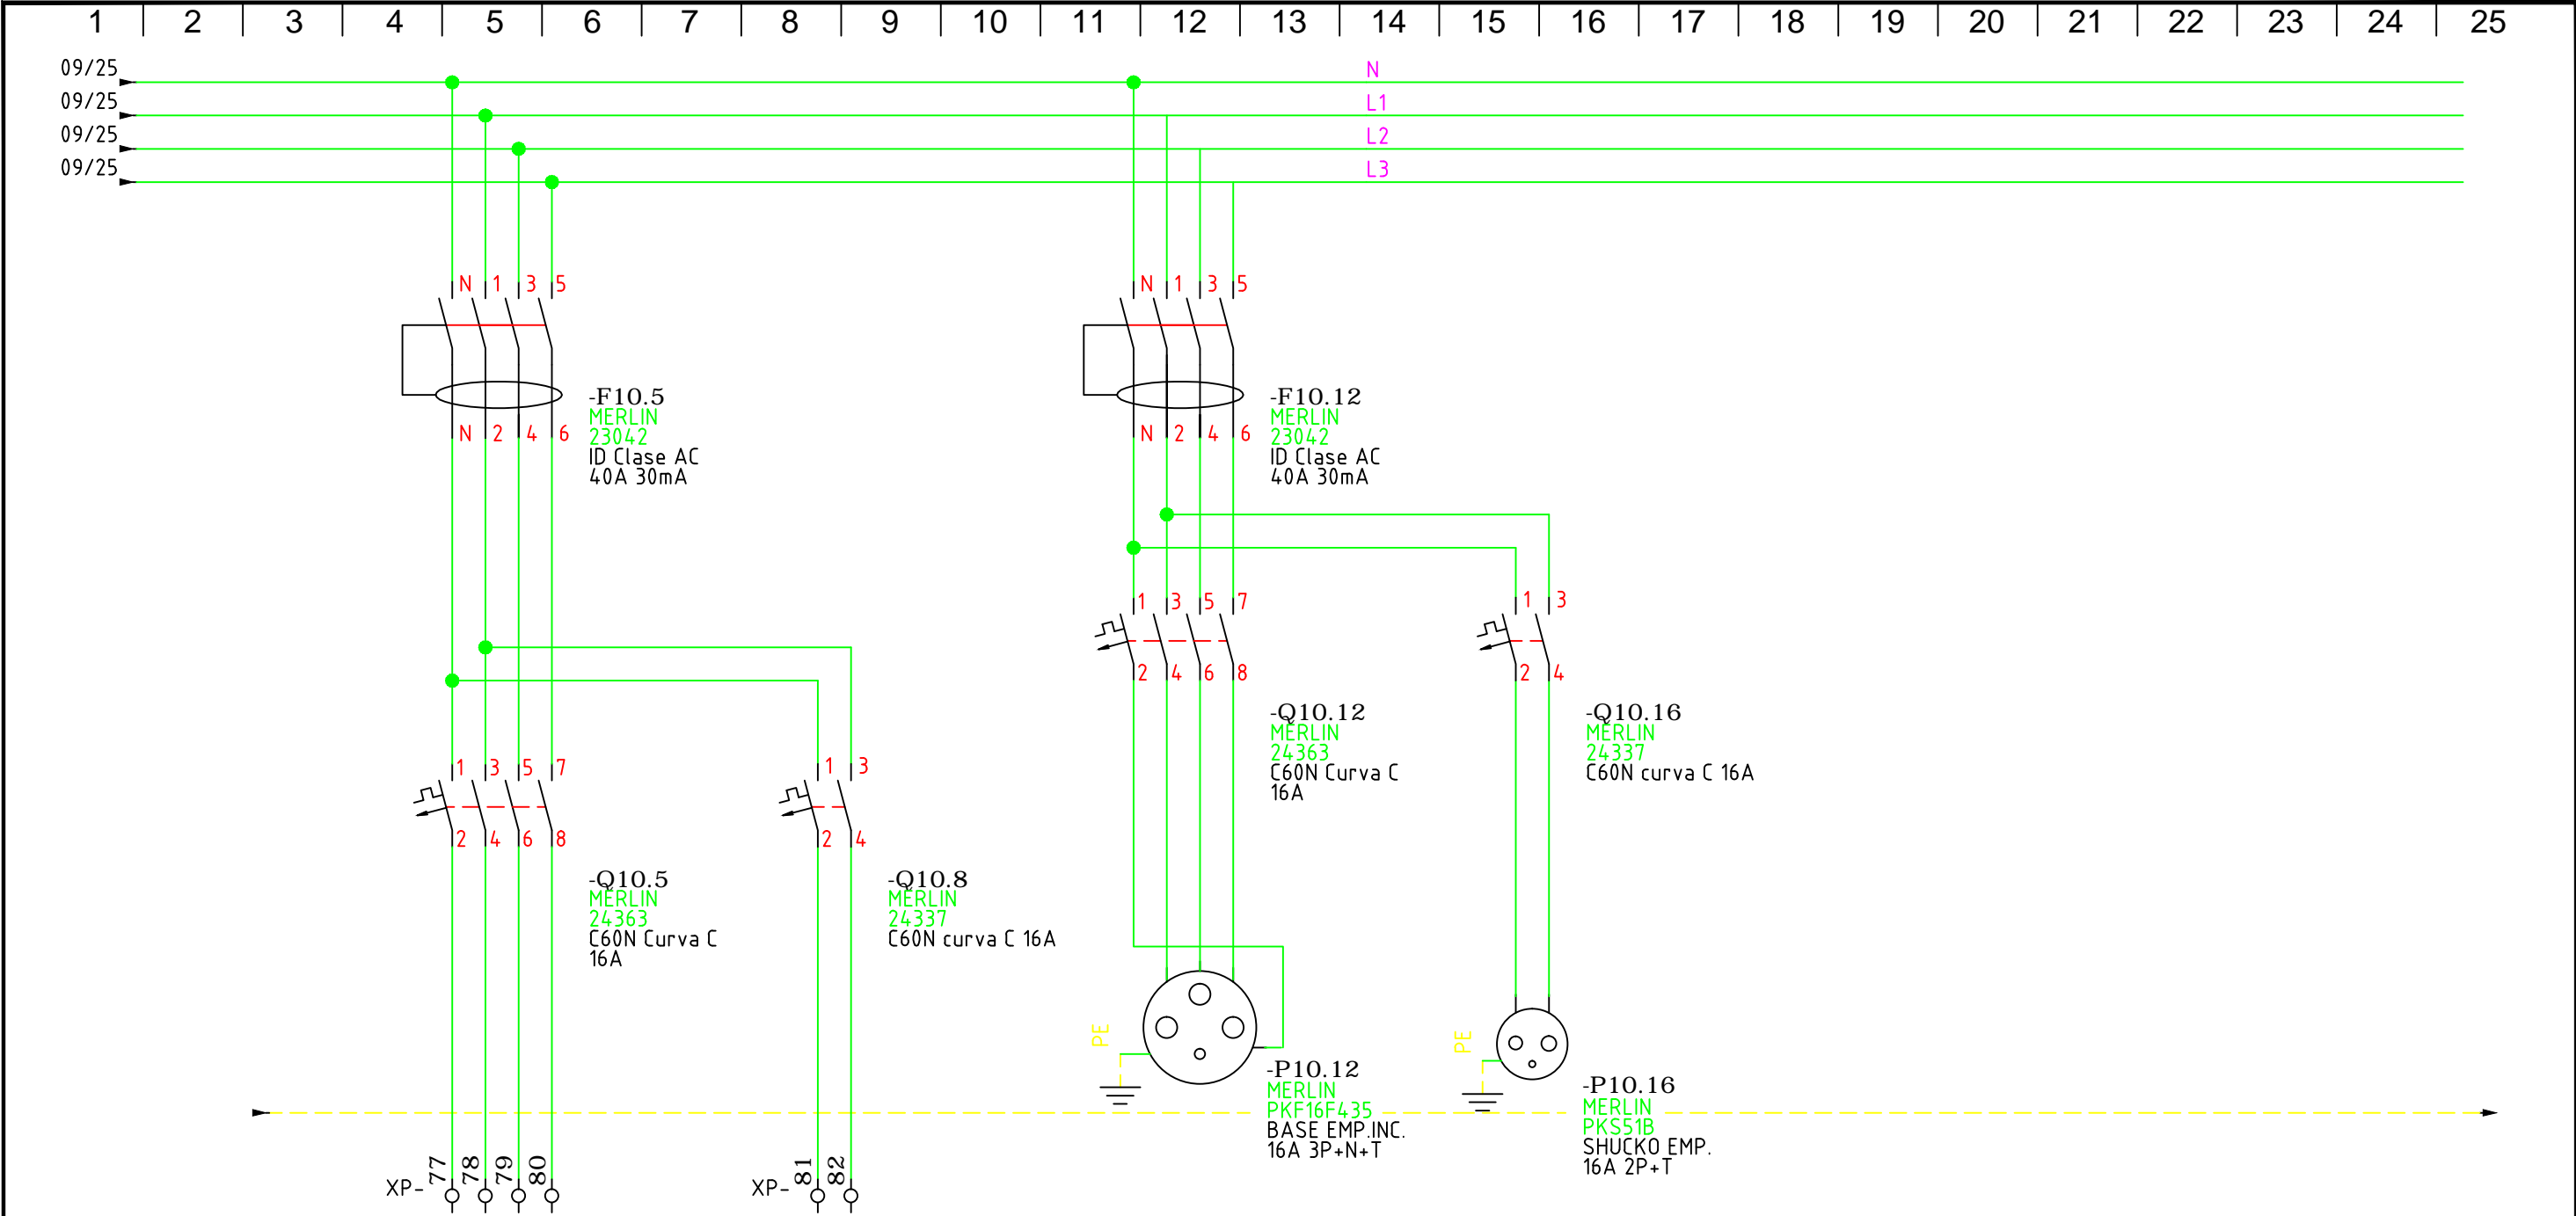 1 2 3 4 5 6 7 8 9 10 11 12 13 14 15 16 17 18 19 20 21 22 23 24 25
09/25 N
09/25 L1
09/25 L2
09/25 L3
N 1 3 5
N 2 4 6
-F10.5
MERLIN
23042
ID Clase AC
40A 30mA
N 1 3 5
N 2 4 6
-F10.12
MERLIN
23042
ID Clase AC
40A 30mA
1 3 5 7
2 4 6 8
-Q10.12
MERLIN
24363
C60N Curva C
16A
1 3
2 4
-Q10.16
MERLIN
24337
C60N curva C 16A
1 3 5 7
2 4 6 8
-Q10.5
MERLIN
24363
C60N Curva C
16A
1 3
2 4
-Q10.8
MERLIN
24337
C60N curva C 16A
PE
-P10.12
MERLIN
PKF16F435
BASE EMP.INC.
16A 3P+N+T
PE
-P10.16
MERLIN
PKS51B
SHUCKO EMP.
16A 2P+T
XP- 77 78 79 80
XP- 81 82